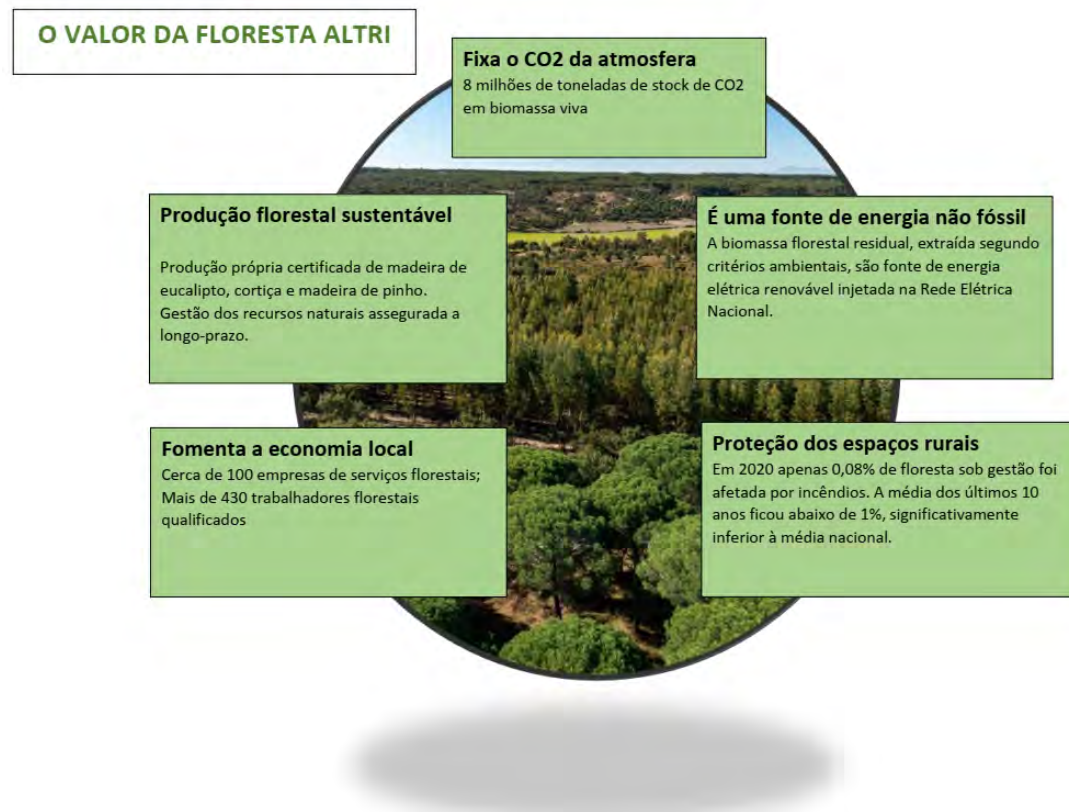 O VALOR DA FLORESTA ALTRI
Fixa o CO2 da atmosfera
8 milhões de toneladas de stock de CO2
em biomassa viva
Produção florestal sustentável
Produção própria certificada de madeira de
eucalipto, cortiça e madeira de pinho.
Gestão dos recursos naturais assegurada a
longo-prazo.
É uma fonte de energia não fóssil
A biomassa florestal residual, extraída segundo
critérios ambientais, são fonte de energia
elétrica renovável injetada na Rede Elétrica
Nacional.
Fomenta a economia local
Cerca de 100 empresas de serviços florestais;
Mais de 430 trabalhadores florestais
qualificados
Proteção dos espaços rurais
Em 2020 apenas 0,08% de floresta sob gestão foi
afetada por incêndios. A média dos últimos 10
anos ficou abaixo de 1%, significativamente
inferior à média nacional.